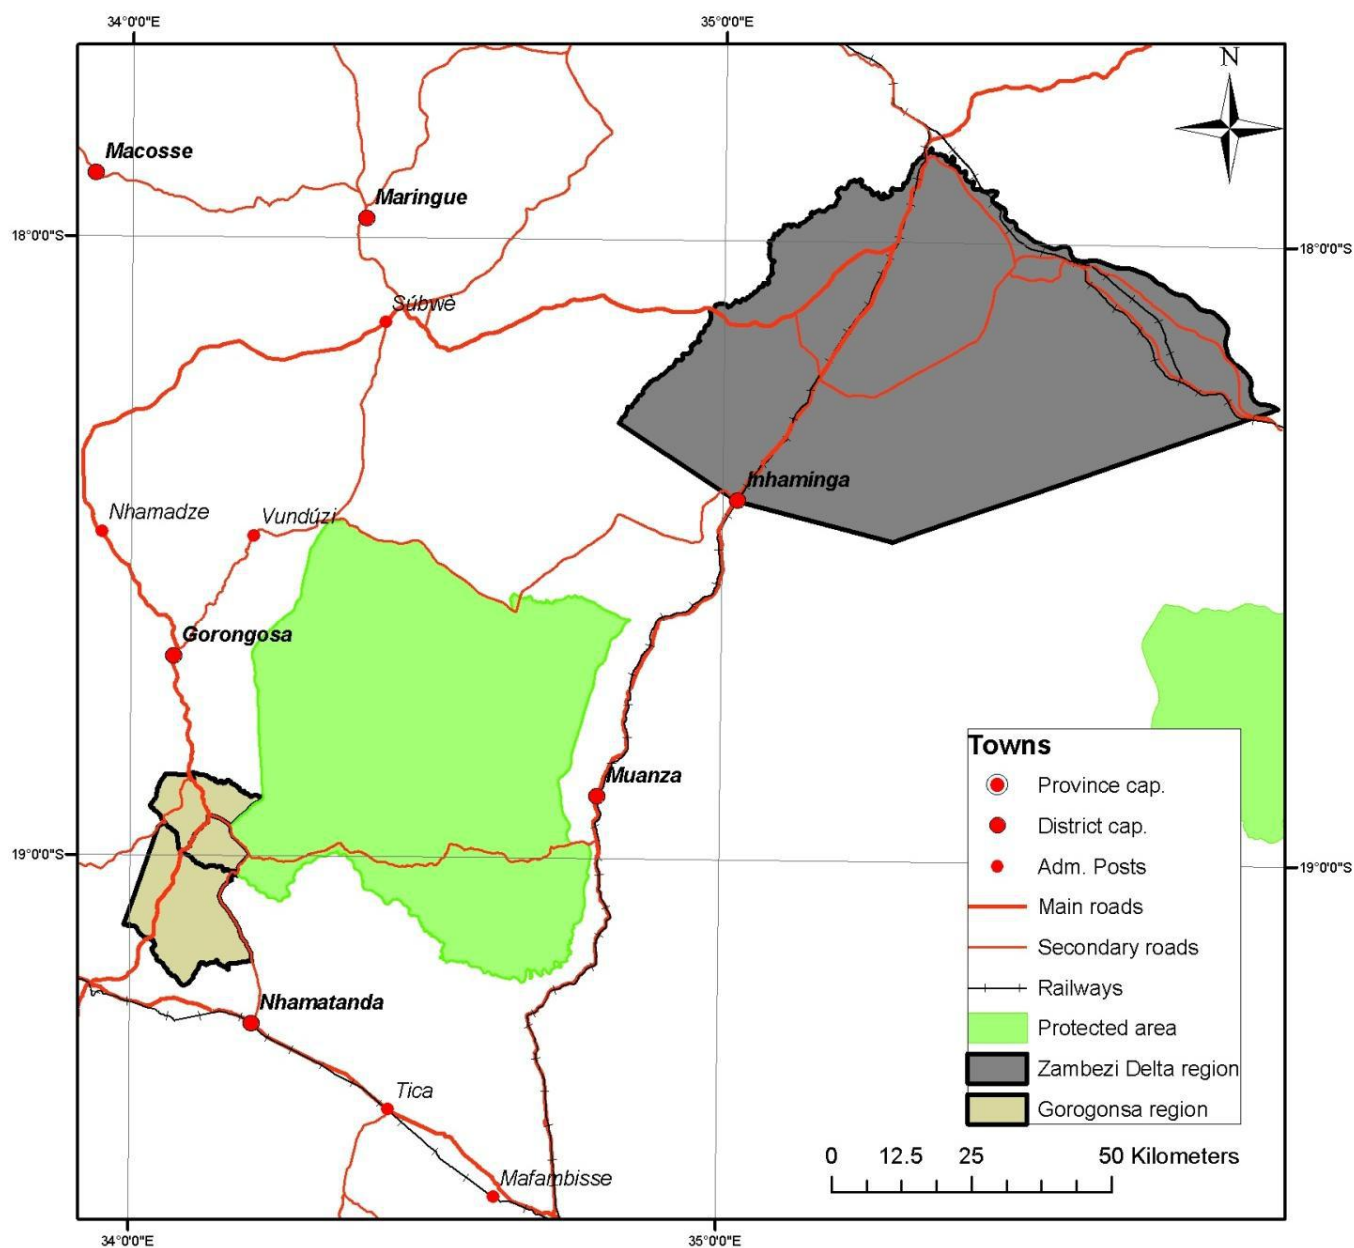 34°0'0"E
35°0'0"E
N
Macosse
Maringue
18°0'0"S
18°0'0"S
Súbwè
Inhaminga
Nhamadze
Vundúzi
Gorongosa
Muanza
19°0'0"S
19°0'0"S
Towns
Province cap.
District cap.
Adm. Posts
Main roads
Secondary roads
Railways
Protected area
Zambezi Delta region
Gorogonsa region
Nhamatanda
Tica
Mafambisse
0 12.5 25 50 Kilometers
34°0'0"E
35°0'0"E